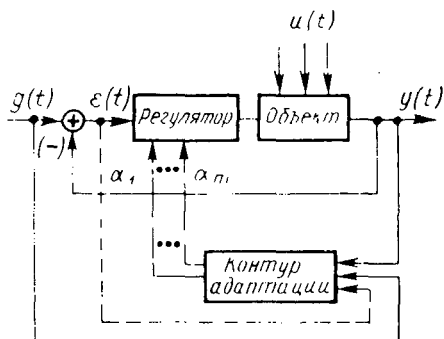 u(t)
g(t)
ε(t)
Регулятор
Объект
y(t)
(-)
α₁
...
αₘ
...
Контур
адаптации